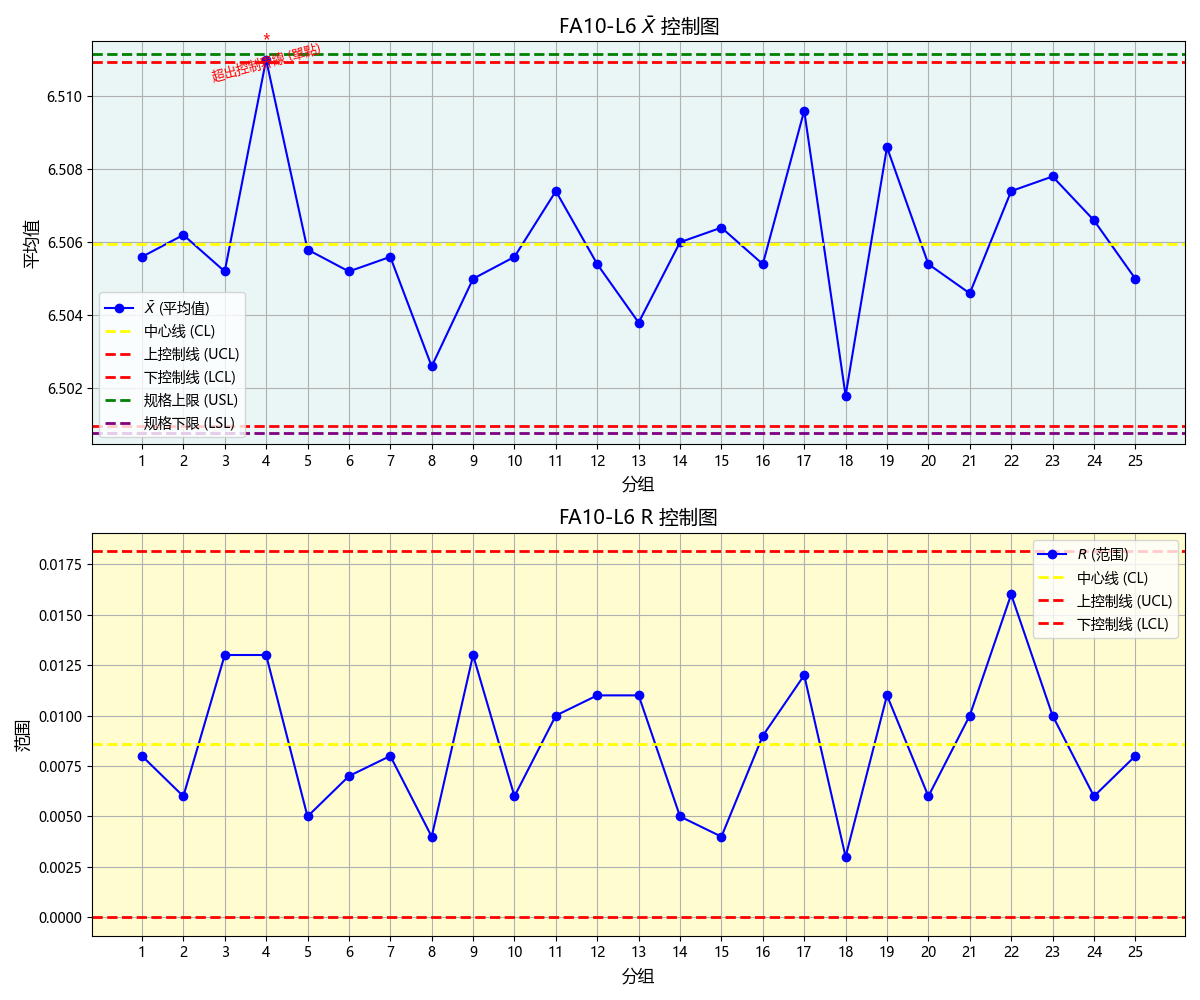 FA10-L6 X̄ 控制图
*
超出控制界線 (單點)
平均值
6.510
6.508
6.506
6.504
6.502
X̄ (平均值)
中心线 (CL)
上控制线 (UCL)
下控制线 (LCL)
规格上限 (USL)
规格下限 (LSL)
1 2 3 4 5 6 7 8 9 10 11 12 13 14 15 16 17 18 19 20 21 22 23 24 25
分组
FA10-L6 R 控制图
范围
0.0175
0.0150
0.0125
0.0100
0.0075
0.0050
0.0025
0.0000
R (范围)
中心线 (CL)
上控制线 (UCL)
下控制线 (LCL)
1 2 3 4 5 6 7 8 9 10 11 12 13 14 15 16 17 18 19 20 21 22 23 24 25
分组